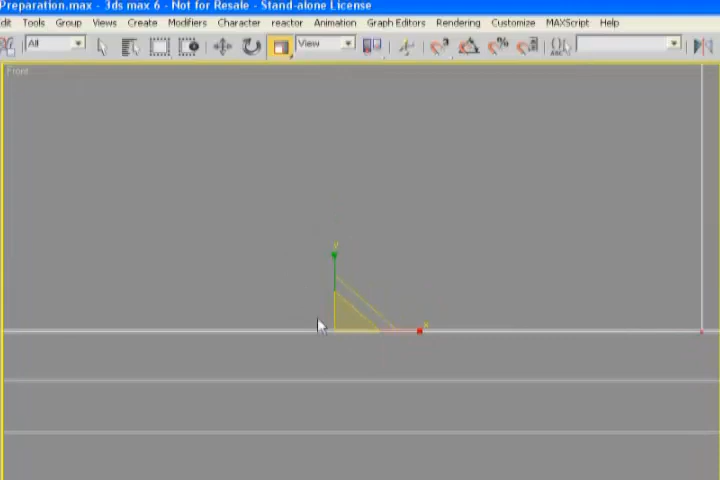 Preparation.max - 3ds max 6 - Not for Resale - Stand-alone License
dit Tools Group Views Create Modifiers Character reactor Animation Graph Editors Rendering Customize MAXScript Help
All View
Front
y
x